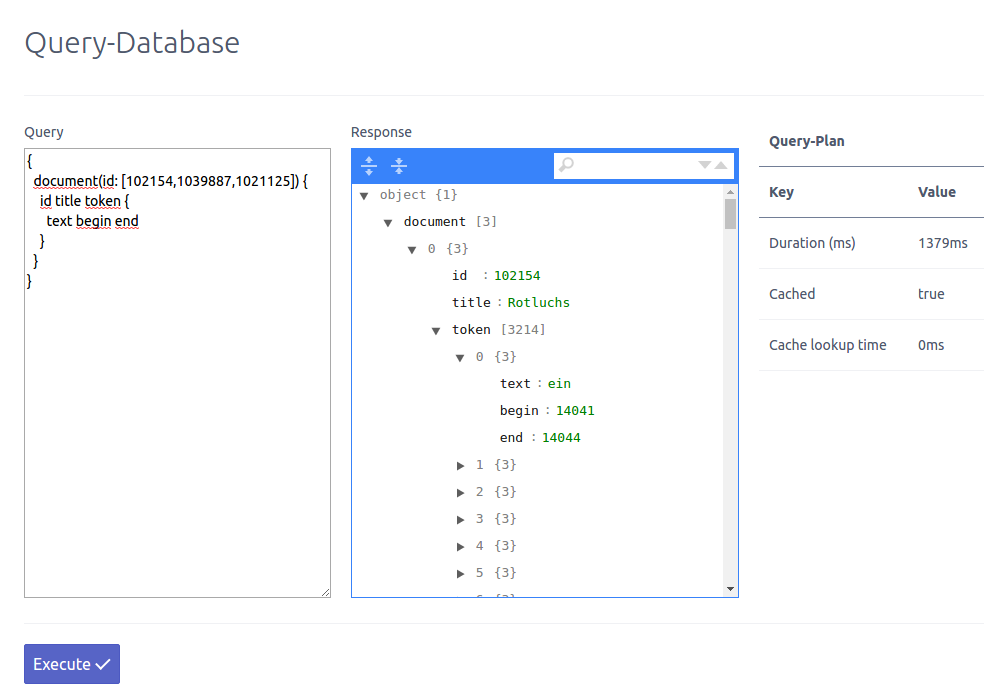 Query-Database
Query
{
document(id: [102154,1039887,1021125]) {
id title token {
text begin end
}
}
}
Response
object {1}
document [3]
0 {3}
id : 102154
title : Rotluchs
token [3214]
0 {3}
text : ein
begin : 14041
end : 14044
1 {3}
2 {3}
3 {3}
4 {3}
5 {3}
Query-Plan
Key Value
Duration (ms) 1379ms
Cached true
Cache lookup time 0ms
Execute